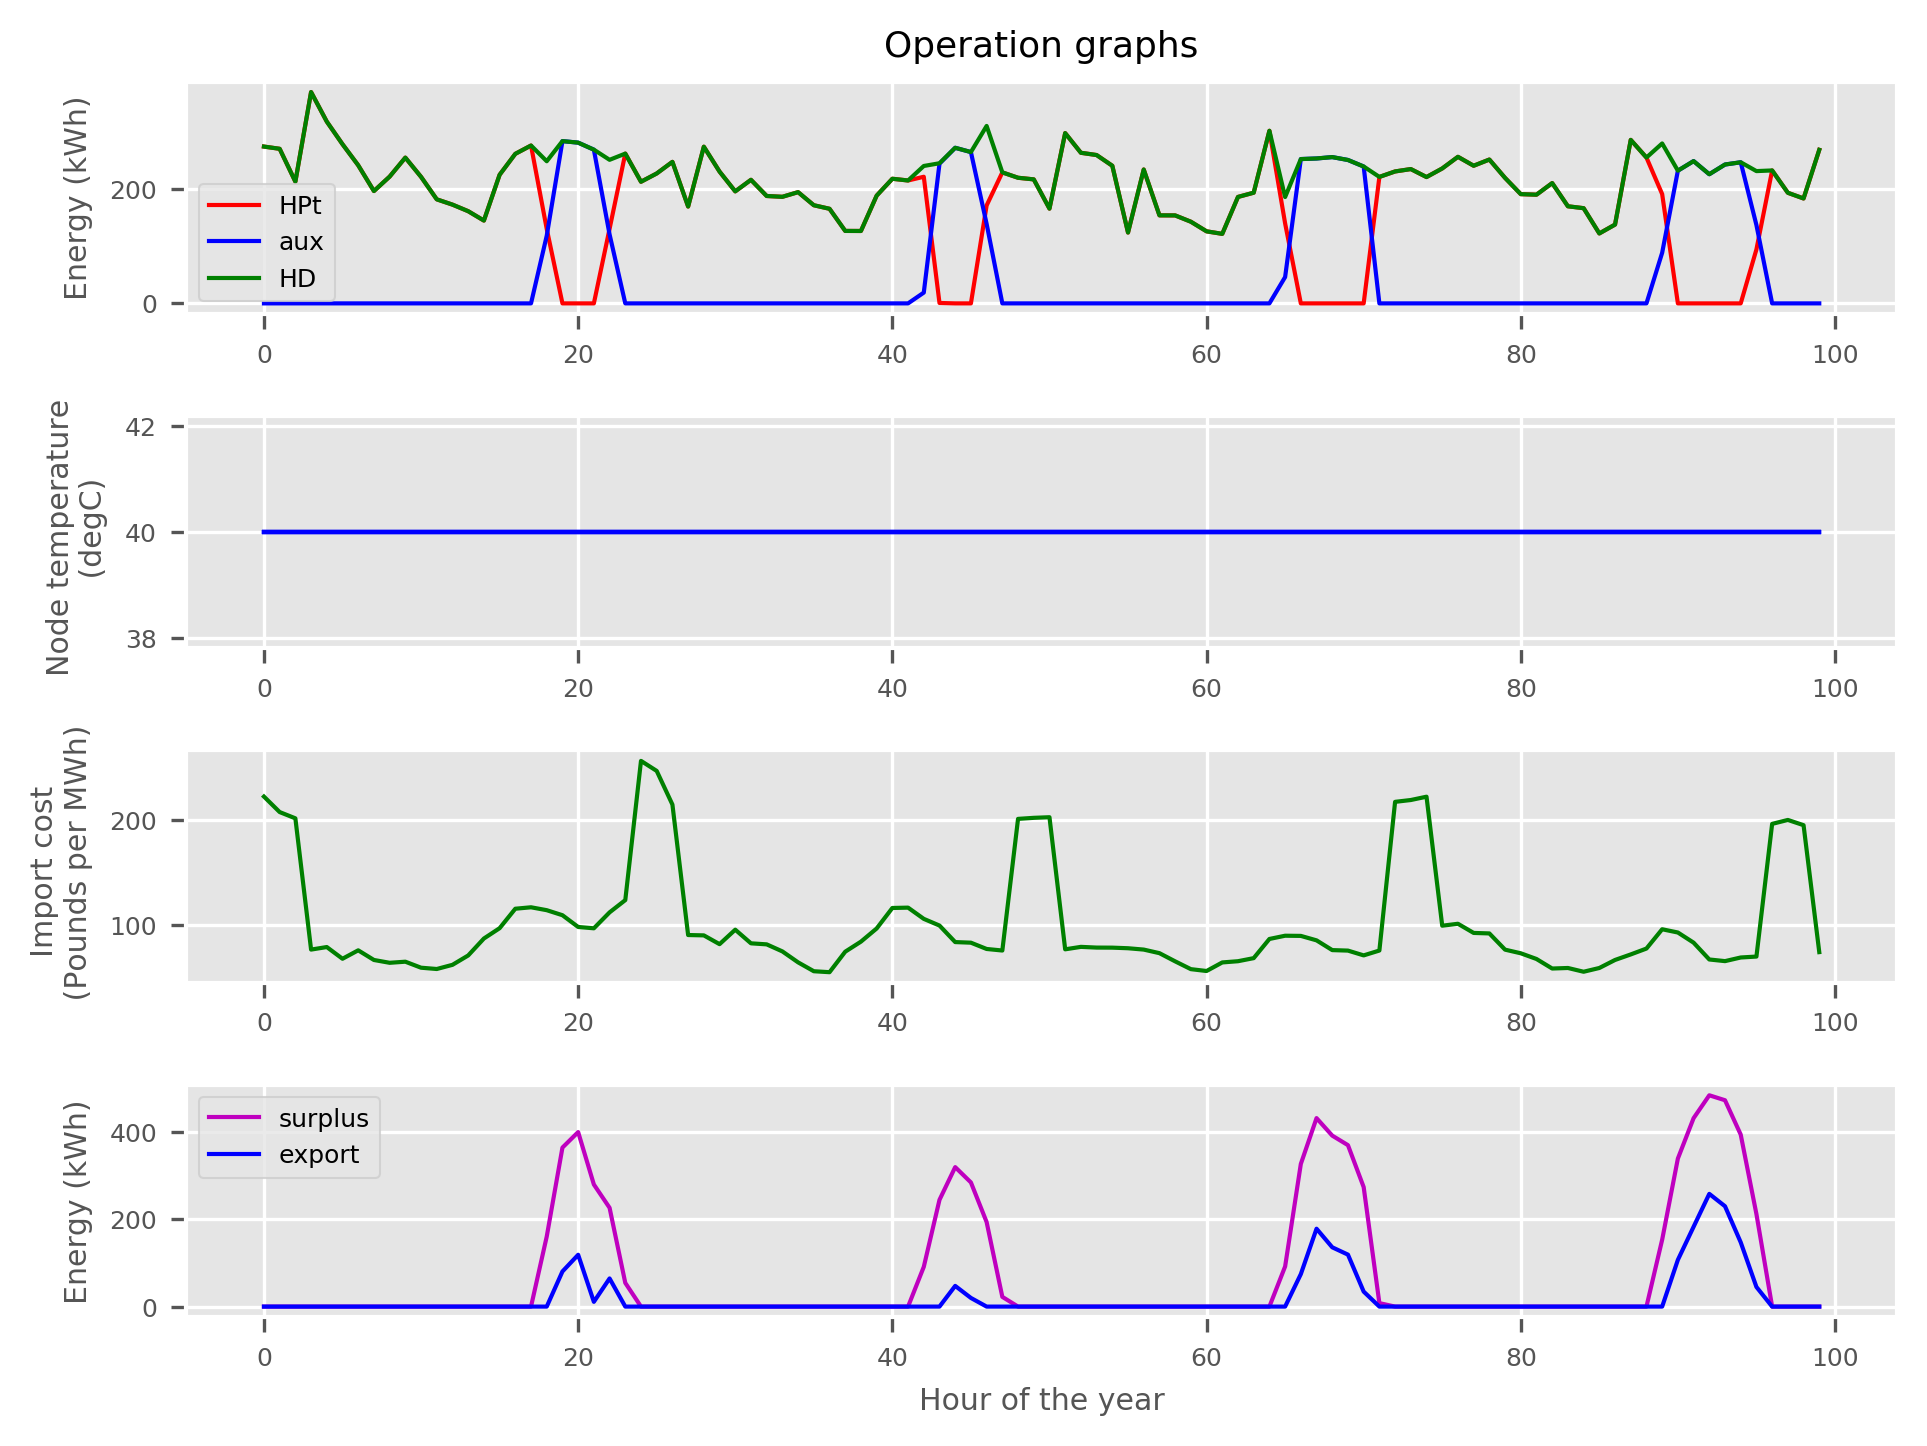 Operation graphs
Energy (kWh)
200
0
HPt
aux
HD
0 20 40 60 80 100
Node temperature
(degC)
42
40
38
0 20 40 60 80 100
Import cost
(Pounds per MWh)
200
100
0 20 40 60 80 100
Energy (kWh)
400
200
0
surplus
export
0 20 40 60 80 100
Hour of the year